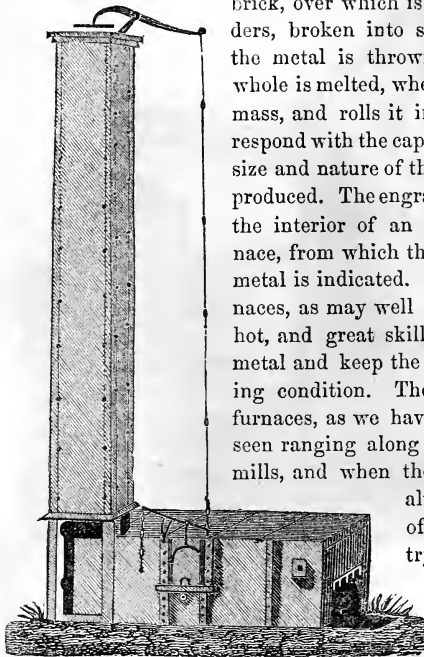 brick, over which is
ders, broken into s
the metal is throw
whole is melted, whe
mass, and rolls it in
respond with the cap
size and nature of th
produced. The engra
the interior of an
nace, from which th
metal is indicated.
naces, as may well
hot, and great skill
metal and keep the
ing condition. The
furnaces, as we hav
seen ranging along
mills, and when the
al
of
try